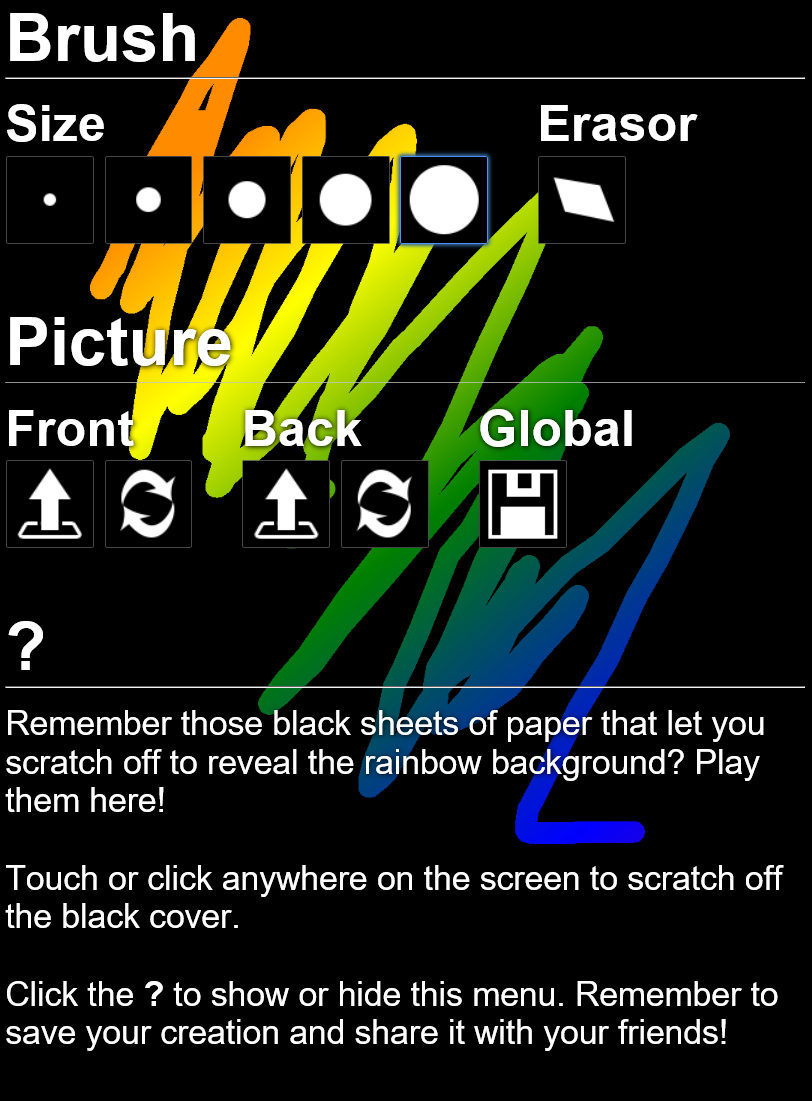 Brush
Size Erasor
Picture
Front Back Global
?
Remember those black sheets of paper that let you
scratch off to reveal the rainbow background? Play
them here!
Touch or click anywhere on the screen to scratch off
the black cover.
Click the ? to show or hide this menu. Remember to
save your creation and share it with your friends!